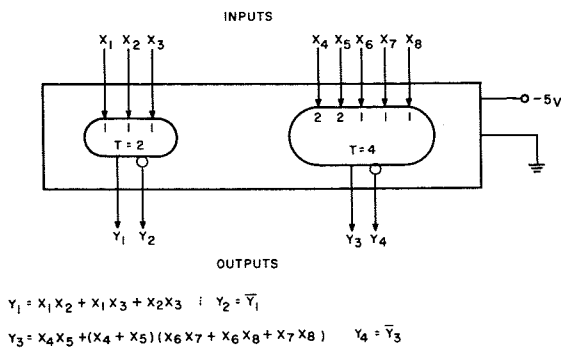 INPUTS
X₁ X₂ X₃ X₄ X₅ X₆ X₇ X₈
1 1 1 2 2 1 1 1
-5V
T=2 T=4
Y₁ Y₂ Y₃ Y₄
OUTPUTS
Y₁ = X₁X₂ + X₁X₃ + X₂X₃ ; Y₂ = Y̅₁
Y₃ = X₄X₅ + (X₄ + X₅)(X₆X₇ + X₆X₈ + X₇X₈) Y₄ = Y̅₃